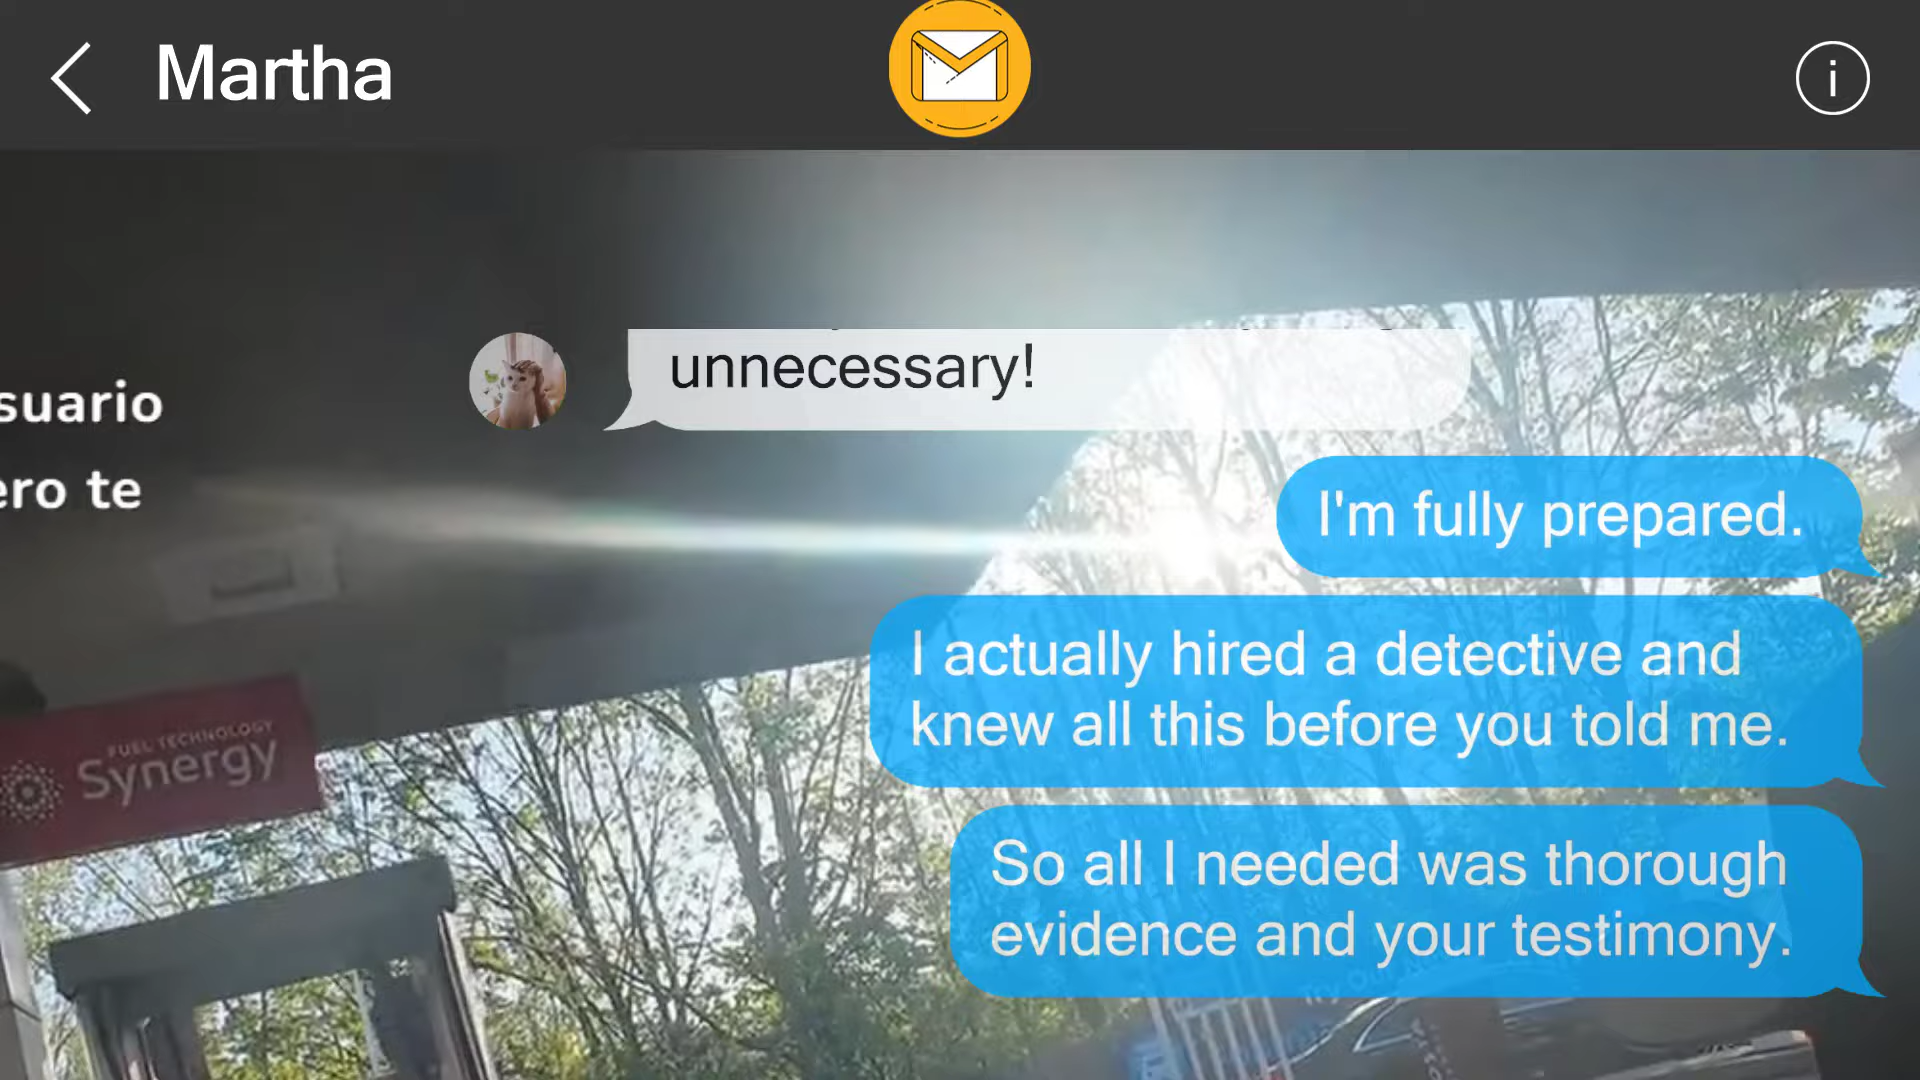 Martha
i
unnecessary!
suario
ero te
I'm fully prepared.
I actually hired a detective and
knew all this before you told me.
FUEL TECHNOLOGY
Synergy
So all I needed was thorough
evidence and your testimony.